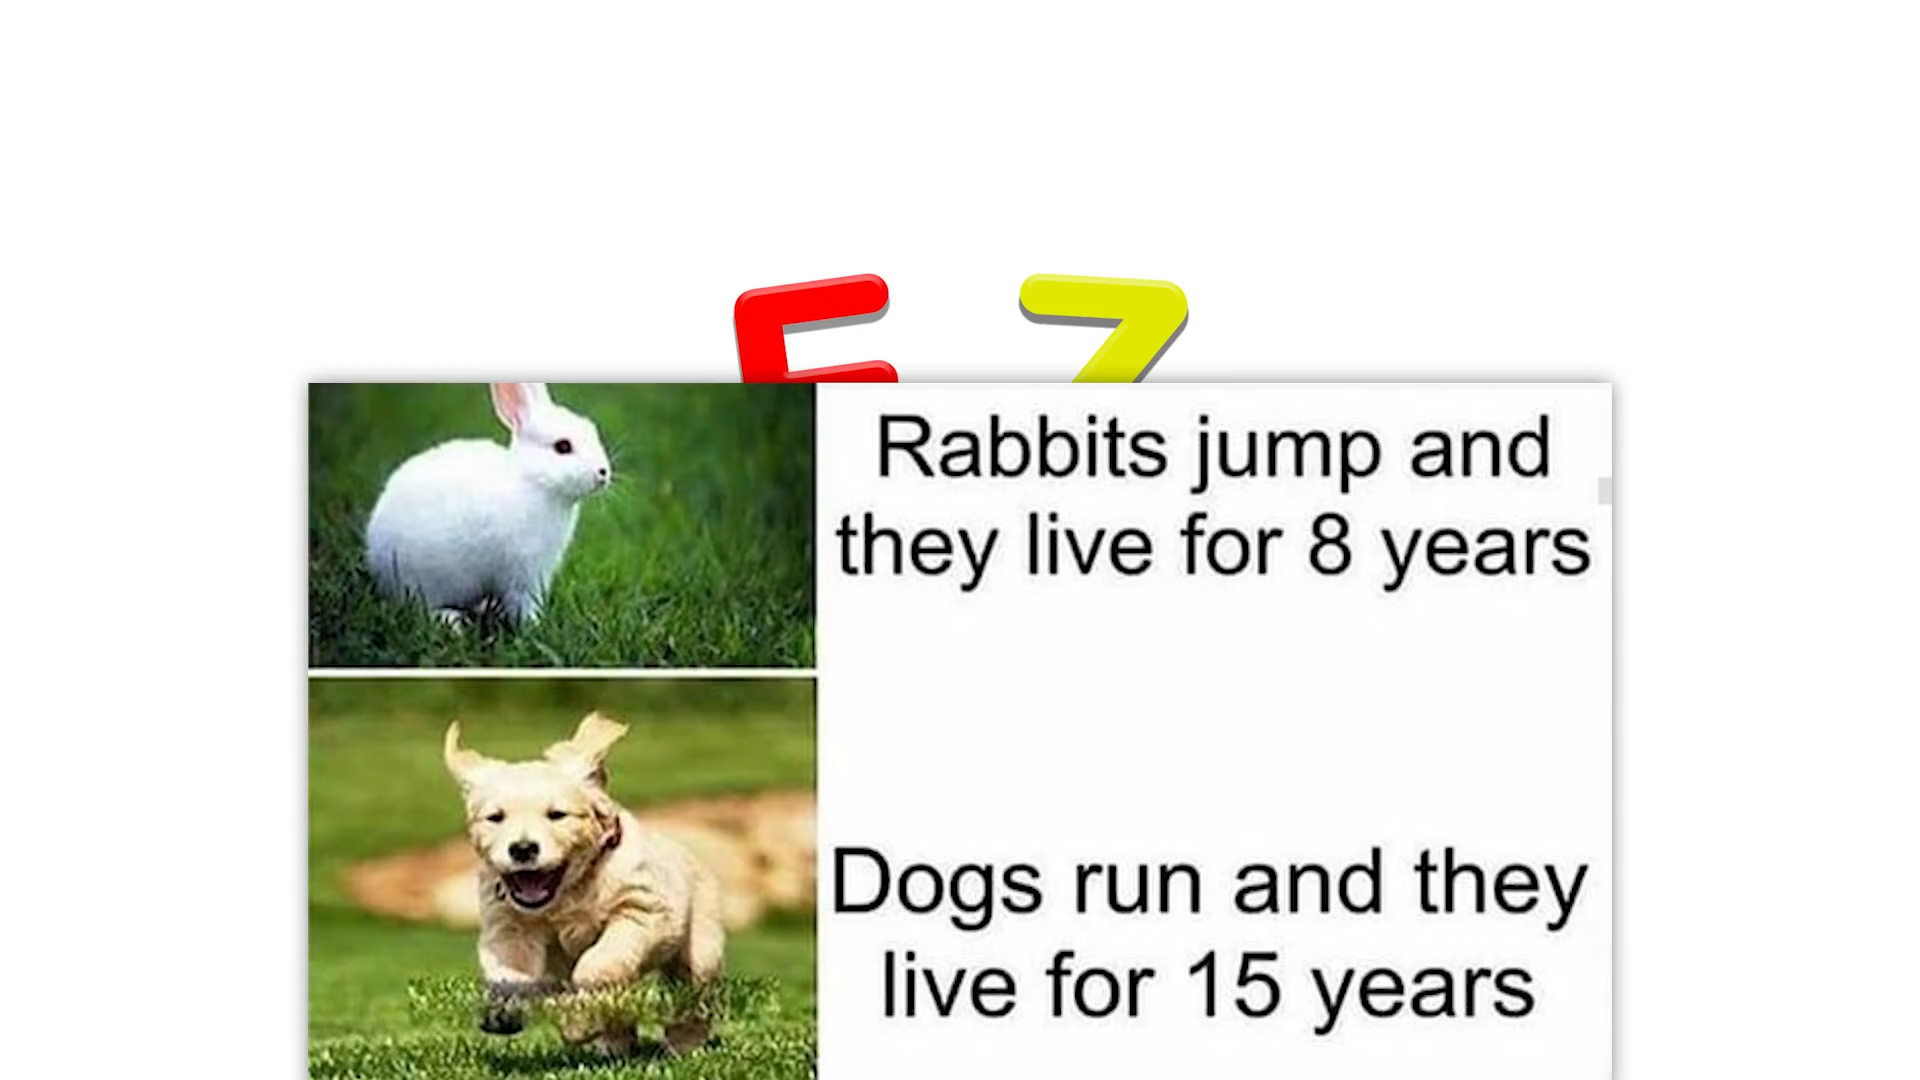 E Z
Rabbits jump and
they live for 8 years
Dogs run and they
live for 15 years